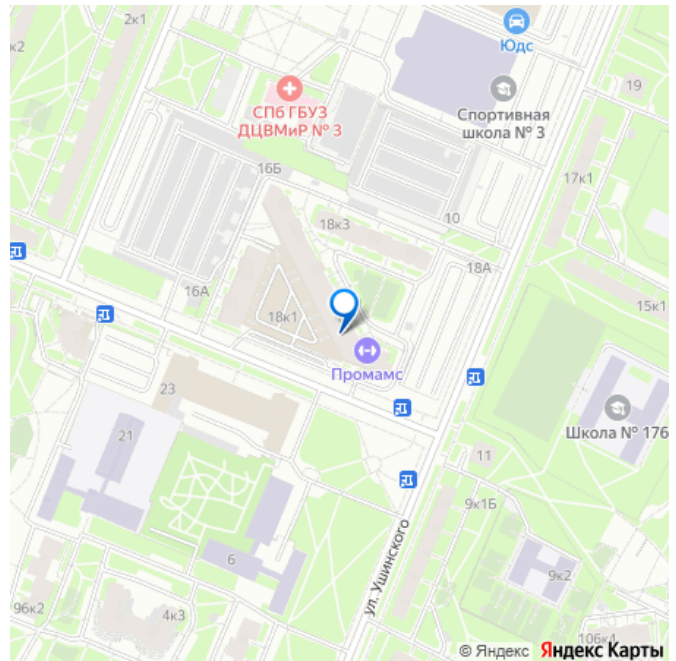 2к1
Юдс
к2
19
СПб ГБУЗ
ДЦВМиР № 3
Спортивная
школа № 3
16Б
17к1
18к3
10
18А
16А
18к1
15к1
Промамс
23
21
Школа № 176
11
9к1Б
ул. Ушинского
6
9к2
96к2
4к3
106к4
© Яндекс Яндекс Карты